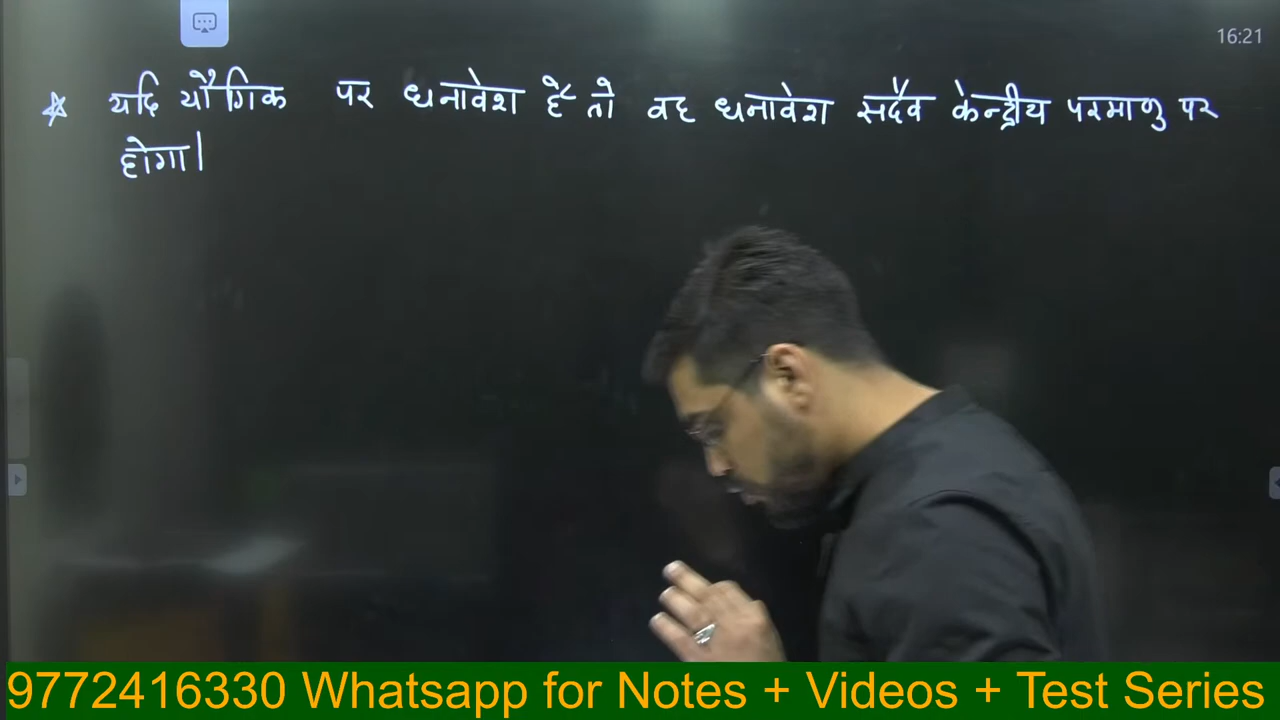 16:21
☆ यदि यौगिक पर धनावेश है तो वह धनावेश सदैव केन्द्रीय परमाणु पर
होगा।
9772416330 Whatsapp for Notes + Videos + Test Series